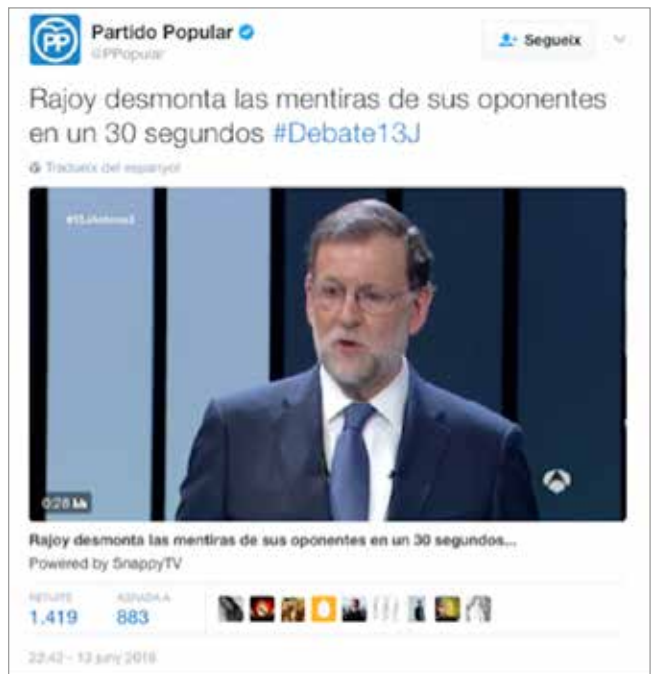 PP
Partido Popular
@PPopular
Segueix
Rajoy desmonta las mentiras de sus oponentes
en un 30 segundos #Debate13J
Tradueix del espanyol
0:28
Rajoy desmonta las mentiras de sus oponentes en un 30 segundos...
Powered by SnappyTV
RETUITS AGRADA A
1.419 883
22:42 - 13 juny 2016